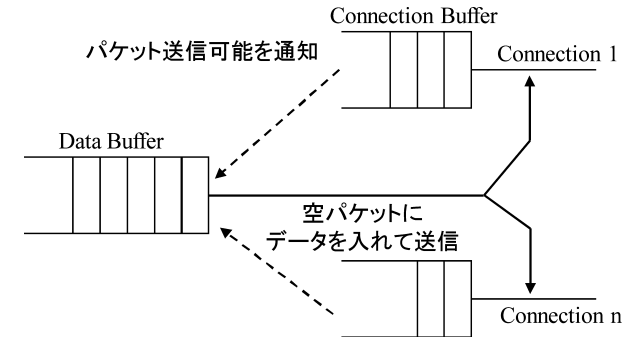 Connection Buffer
パケット送信可能を通知
Connection 1
Data Buffer
空パケットに
データを入れて送信
Connection n